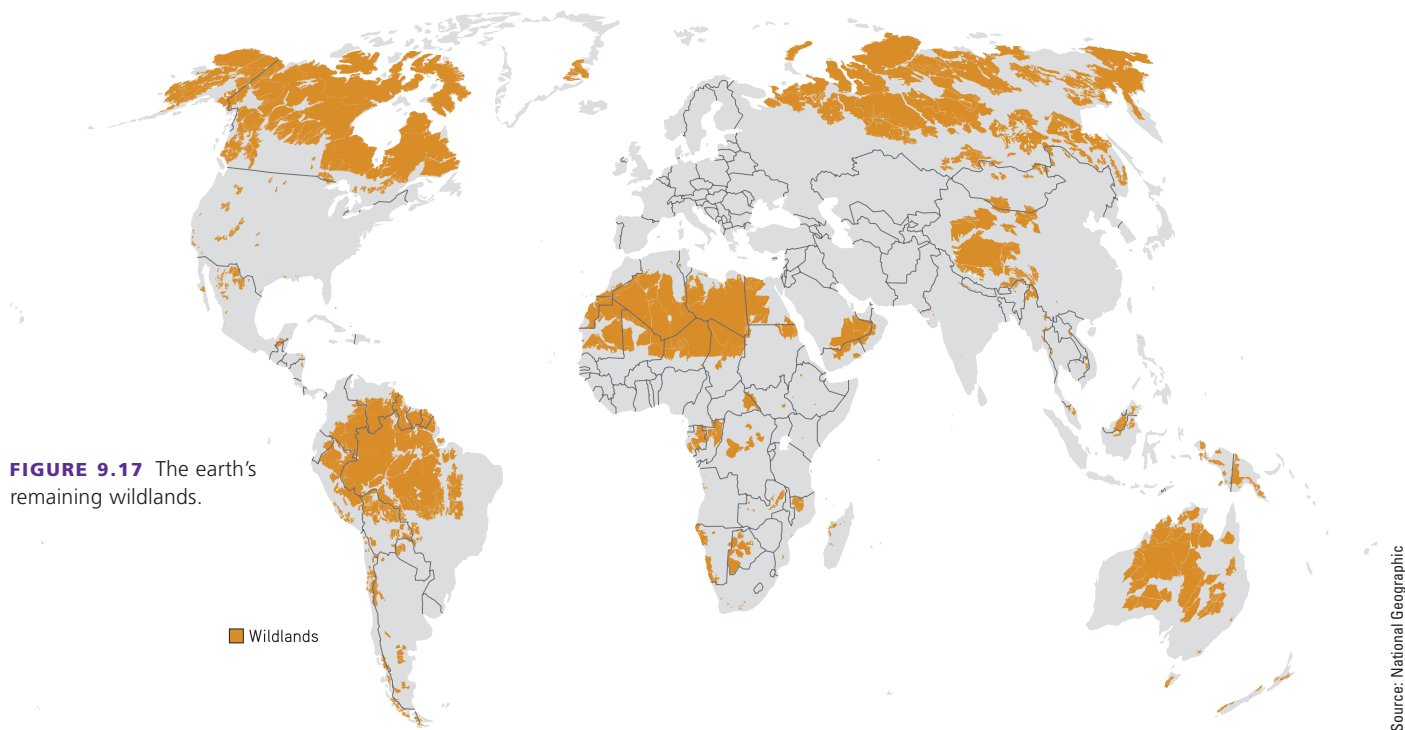 FIGURE 9.17 The earth's
remaining wildlands.
Wildlands
Source: National Geographic